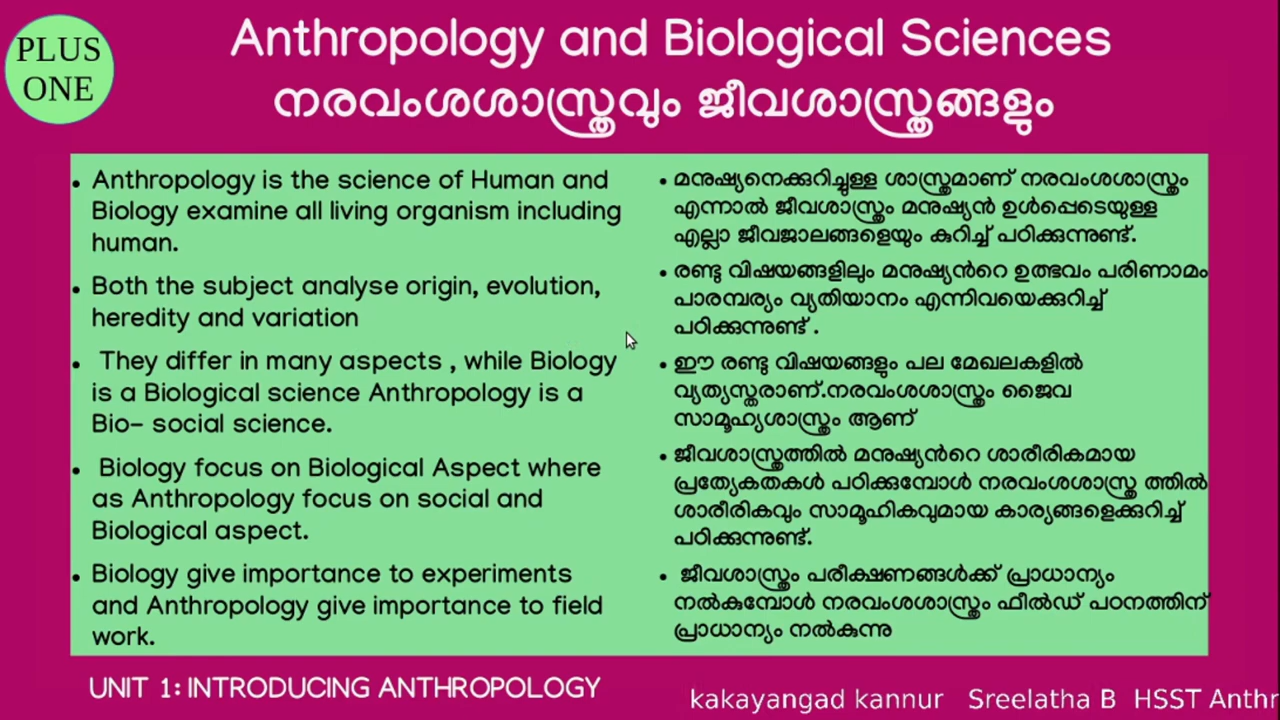 PLUS
ONE
Anthropology and Biological Sciences
നരവംശശാസ്ത്രവും ജീവശാസ്ത്രങ്ങളും
• Anthropology is the science of Human and
Biology examine all living organism including
human.
• Both the subject analyse origin, evolution,
heredity and variation
• They differ in many aspects , while Biology
is a Biological science Anthropology is a
Bio– social science.
• Biology focus on Biological Aspect where
as Anthropology focus on social and
Biological aspect.
• Biology give importance to experiments
and Anthropology give importance to field
work.
• മനുഷ്യനെക്കുറിച്ചുള്ള ശാസ്ത്രമാണ് നരവംശശാസ്ത്രം
എന്നാൽ ജീവശാസ്ത്രം മനുഷ്യൻ ഉൾപ്പെടെയുള്ള
എല്ലാ ജീവജാലങ്ങളെയും കുറിച്ച് പഠിക്കുന്നുണ്ട്.
• രണ്ടു വിഷയങ്ങളിലും മനുഷ്യൻറെ ഉത്ഭവം പരിണാമം
പാരമ്പര്യം വ്യതിയാനം എന്നിവയെക്കുറിച്ച്
പഠിക്കുന്നുണ്ട് .
• ഈ രണ്ടു വിഷയങ്ങളും പല മേഖലകളിൽ
വ്യത്യസ്തരാണ്.നരവംശശാസ്ത്രം ജൈവ
സാമൂഹ്യശാസ്ത്രം ആണ്
• ജീവശാസ്ത്രത്തിൽ മനുഷ്യൻറെ ശാരീരികമായ
പ്രത്യേകതകൾ പഠിക്കുമ്പോൾ നരവംശശാസ്ത്ര ത്തിൽ
ശാരീരികവും സാമൂഹികവുമായ കാര്യങ്ങളെക്കുറിച്ച്
പഠിക്കുന്നുണ്ട്.
• ജീവശാസ്ത്രം പരീക്ഷണങ്ങൾക്ക് പ്രാധാന്യം
നൽകുമ്പോൾ നരവംശശാസ്ത്രം ഫീൽഡ് പഠനത്തിന്
പ്രാധാന്യം നൽകുന്നു
UNIT 1: INTRODUCING ANTHROPOLOGY
kakayangad kannur Sreelatha B HSST Anthr